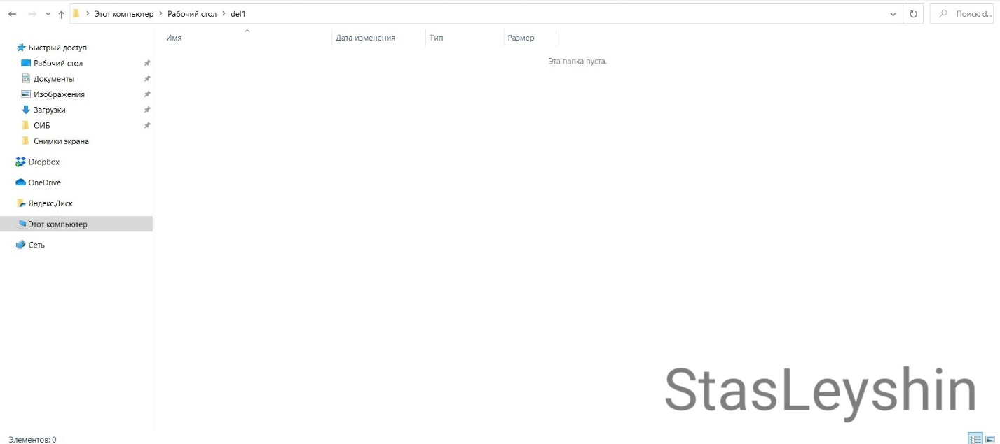 Этот компьютер > Рабочий стол > del1
Поиск: d...
Имя Дата изменения Тип Размер
Эта папка пуста.
Быстрый доступ
Рабочий стол
Документы
Изображения
Загрузки
ОИБ
Снимки экрана
Dropbox
OneDrive
Яндекс.Диск
Этот компьютер
Сеть
StasLeyshin
Элементов: 0